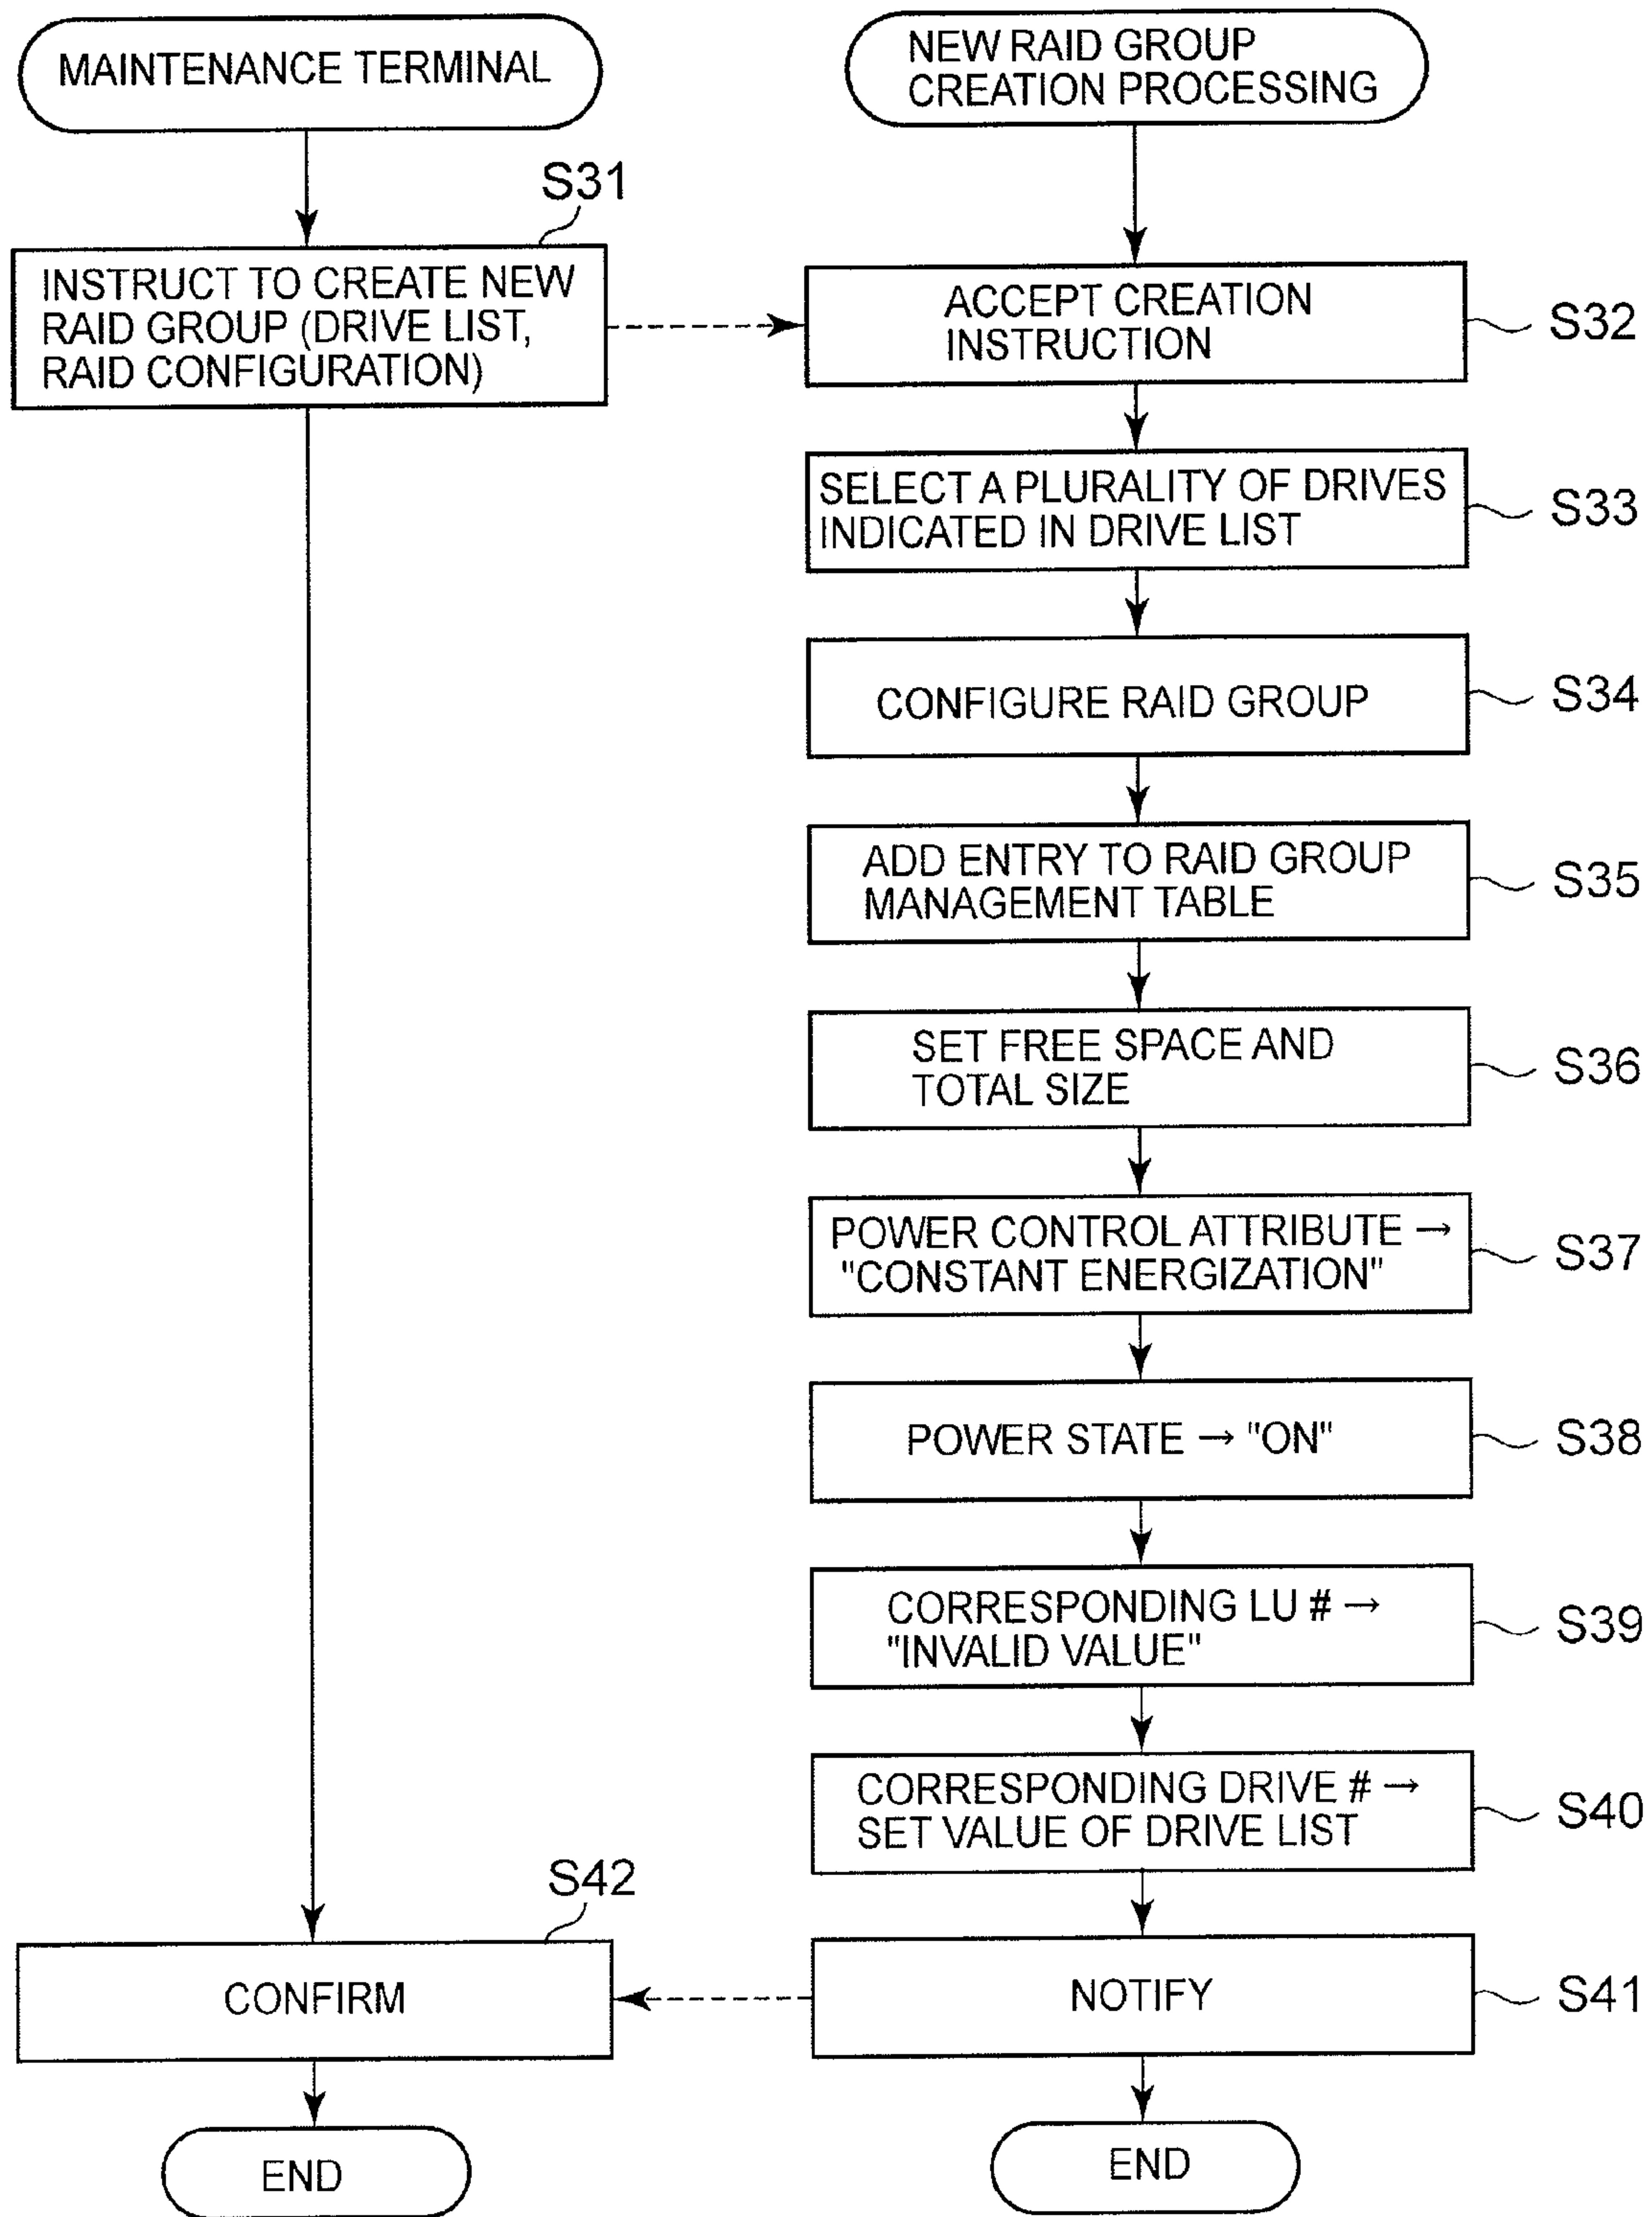 MAINTENANCE TERMINAL
NEW RAID GROUP
CREATION PROCESSING
S31
INSTRUCT TO CREATE NEW
RAID GROUP (DRIVE LIST,
RAID CONFIGURATION)
ACCEPT CREATION
INSTRUCTION
S32
SELECT A PLURALITY OF DRIVES
INDICATED IN DRIVE LIST
S33
CONFIGURE RAID GROUP
S34
ADD ENTRY TO RAID GROUP
MANAGEMENT TABLE
S35
SET FREE SPACE AND
TOTAL SIZE
S36
POWER CONTROL ATTRIBUTE →
"CONSTANT ENERGIZATION"
S37
POWER STATE → "ON"
S38
CORRESPONDING LU # →
"INVALID VALUE"
S39
CORRESPONDING DRIVE # →
SET VALUE OF DRIVE LIST
S40
S42
CONFIRM
NOTIFY
S41
END
END